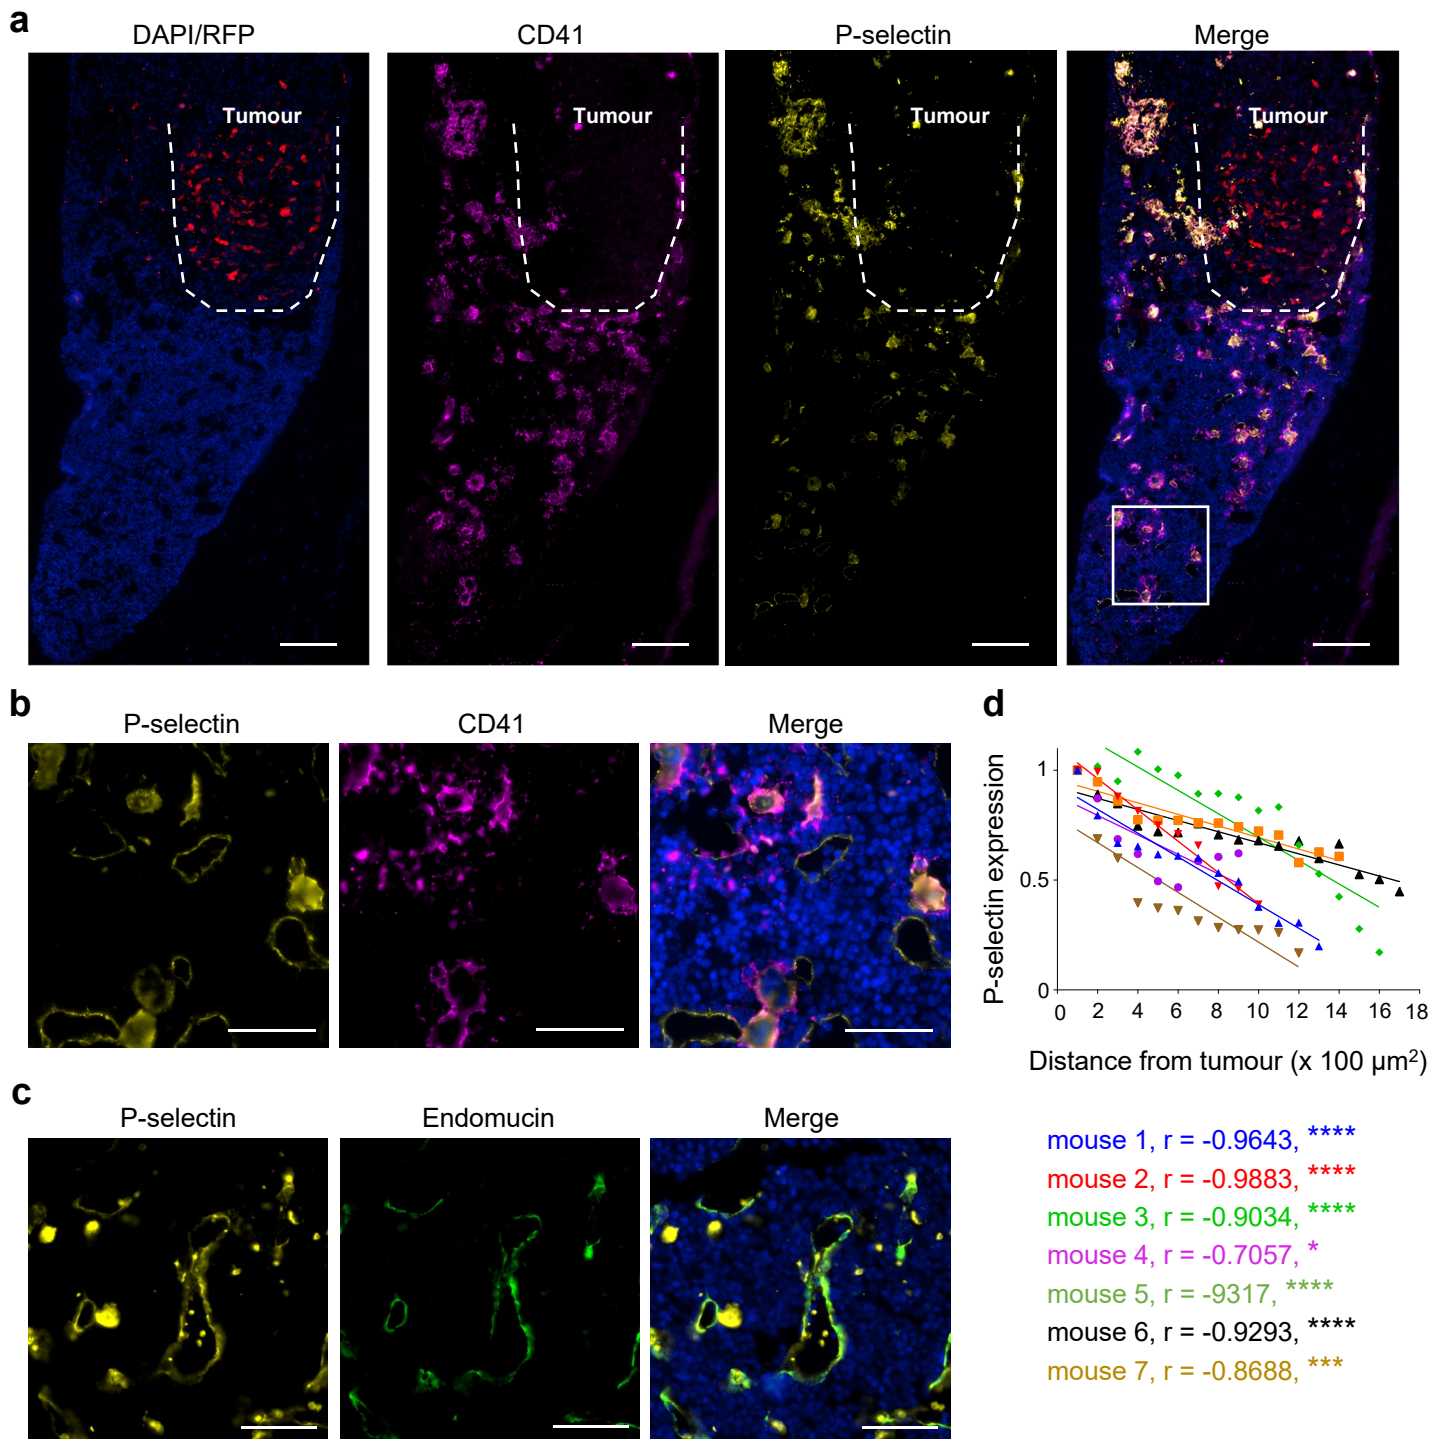 a
DAPI/RFP
CD41
P-selectin
Merge
Tumour
Tumour
Tumour
Tumour
b
P-selectin
CD41
Merge
c
P-selectin
Endomucin
Merge
d
P-selectin expression
1
0.5
0
0 2 4 6 8 10 12 14 16 18
Distance from tumour (x 100 µm²)
mouse 1, r = -0.9643, ****
mouse 2, r = -0.9883, ****
mouse 3, r = -0.9034, ****
mouse 4, r = -0.7057, *
mouse 5, r = -9317, ****
mouse 6, r = -0.9293, ****
mouse 7, r = -0.8688, ***